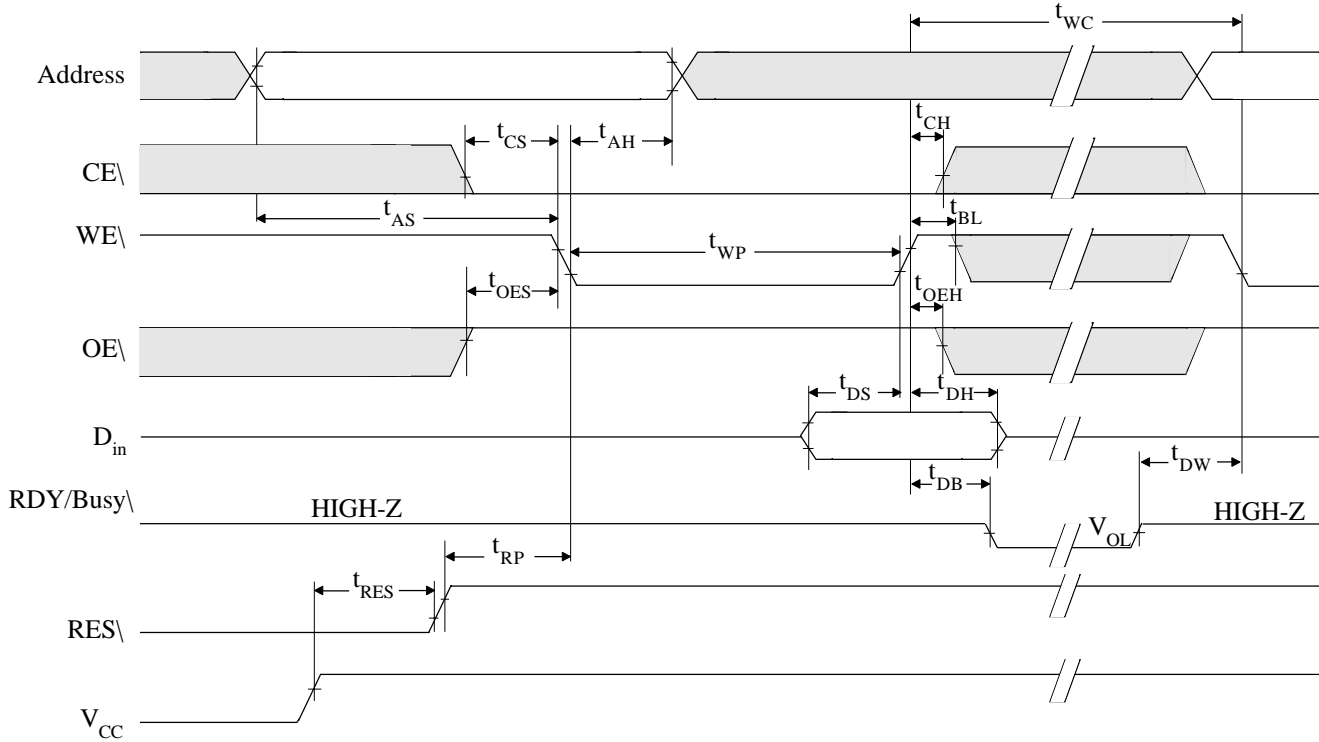 t_WC
Address
t_CH
t_CS
t_AH
CE\
t_AS
t_BL
WE\
t_WP
t_OES
t_OEH
OE\
t_DS
t_DH
D_in
t_DW
t_DB
RDY/Busy\
HIGH-Z
V_OL
HIGH-Z
t_RP
t_RES
RES\
V_CC